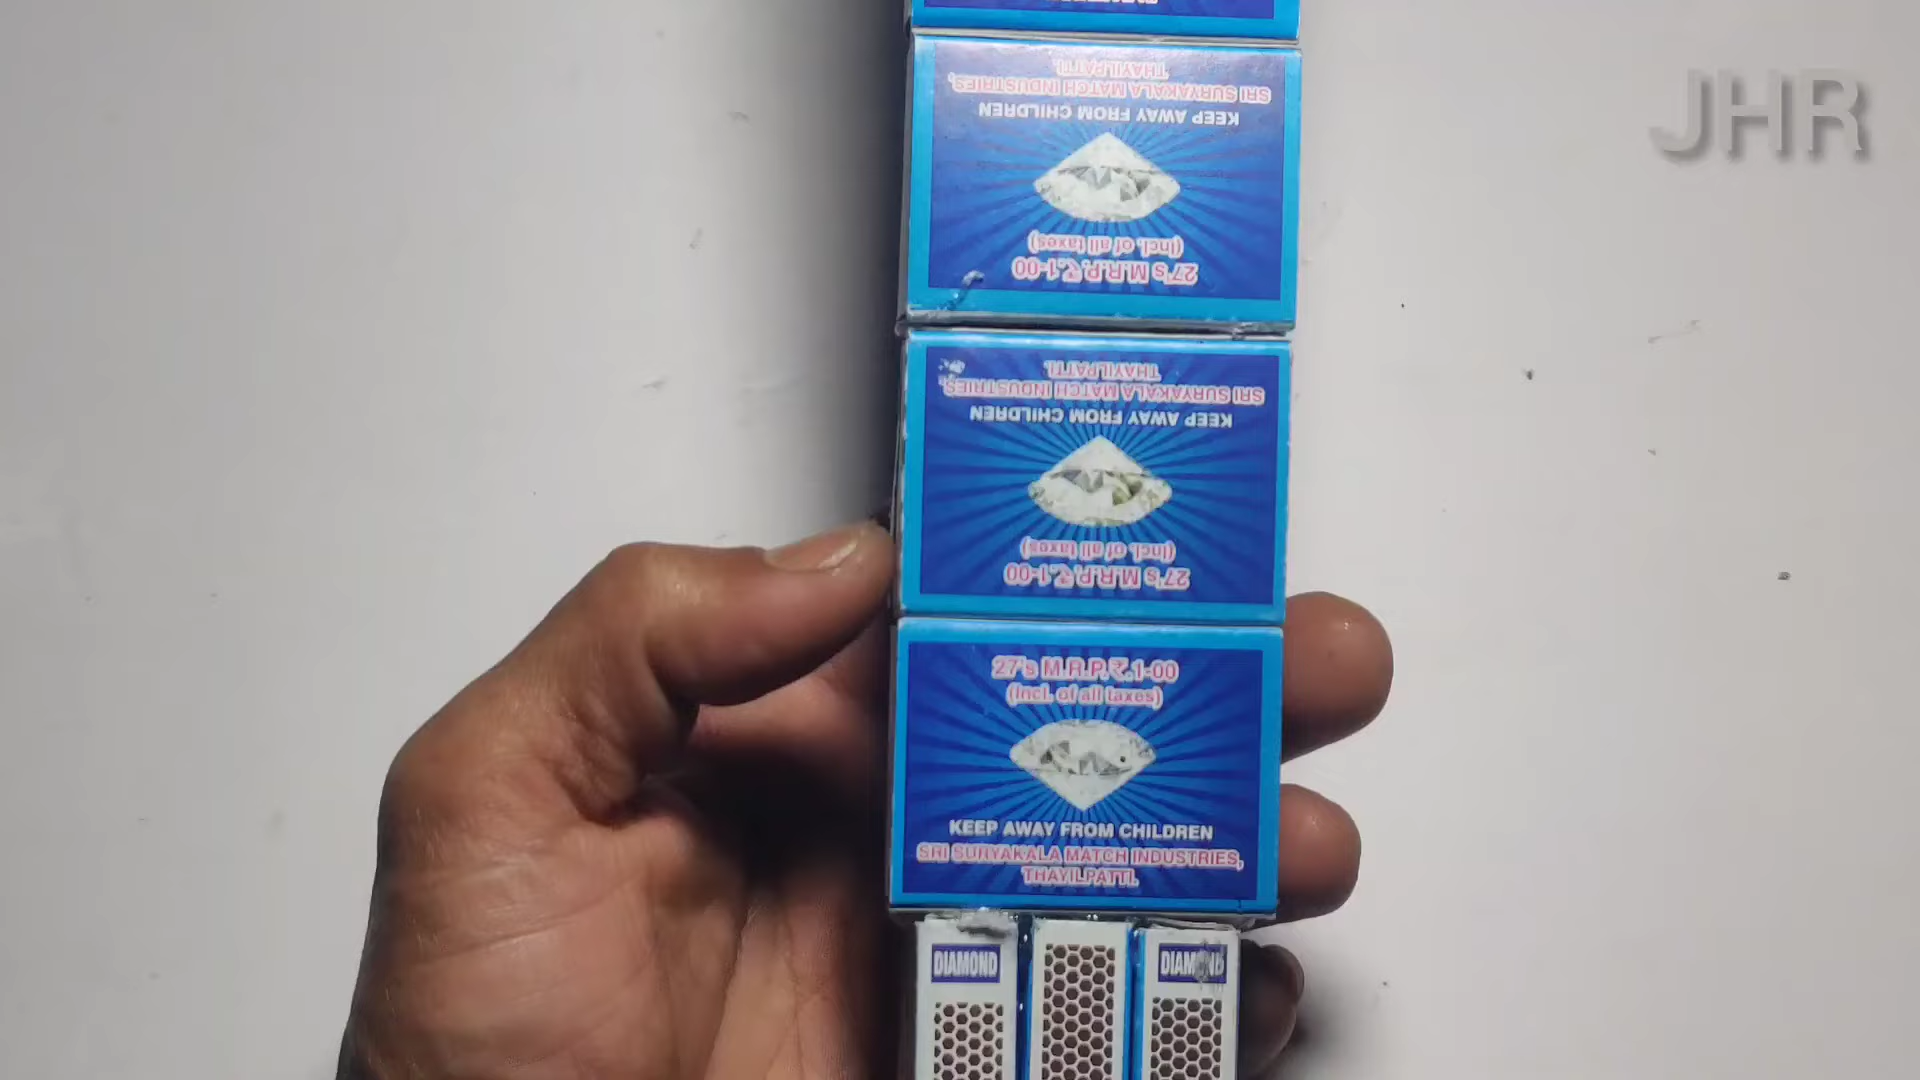 JHR
SRI SURYAKALA MATCH INDUSTRIES,
THAYILPATTI.
KEEP AWAY FROM CHILDREN
27's M.R.P.₹.1-00
(Incl. of all taxes)
SRI SURYAKALA MATCH INDUSTRIES,
THAYILPATTI.
KEEP AWAY FROM CHILDREN
27's M.R.P.₹.1-00
(Incl. of all taxes)
27's M.R.P.₹.1-00
(Incl. of all taxes)
KEEP AWAY FROM CHILDREN
SRI SURYAKALA MATCH INDUSTRIES,
THAYILPATTI.
DIAMOND
DIAMOND